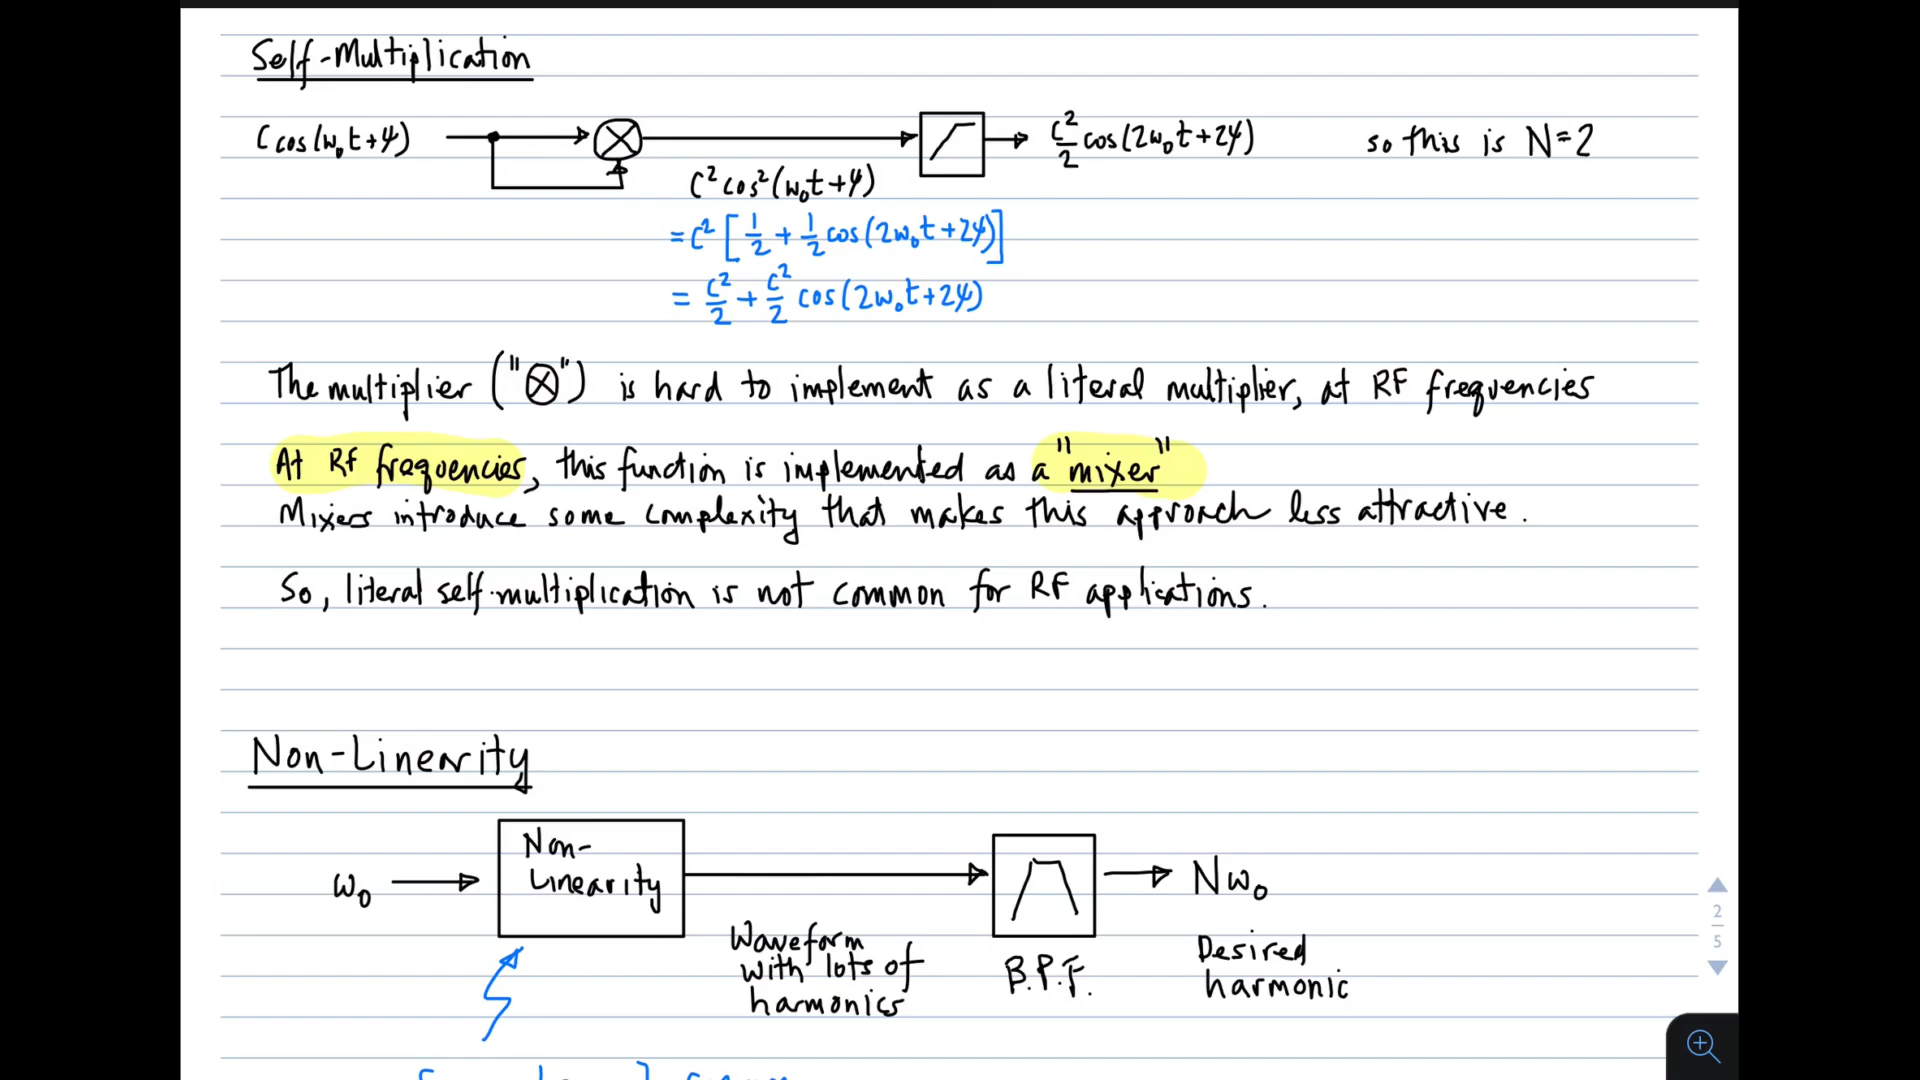 Self-Multiplication
C cos(ω₀t+ψ)
C²/2 cos(2ω₀t+2ψ)
so this is N=2
C² cos²(ω₀t+ψ)
= C² [1/2 + 1/2 cos(2ω₀t+2ψ)]
= C²/2 + C²/2 cos(2ω₀t+2ψ)
The multiplier ("⊗") is hard to implement as a literal multiplier, at RF frequencies
At RF frequencies, this function is implemented as a "mixer"
Mixers introduce some complexity that makes this approach less attractive.
So, literal self-multiplication is not common for RF applications.
Non-Linearity
ω₀
Non-
Linearity
Nω₀
Waveform
with lots of
harmonics
B.P.F.
Desired
harmonic
2
5